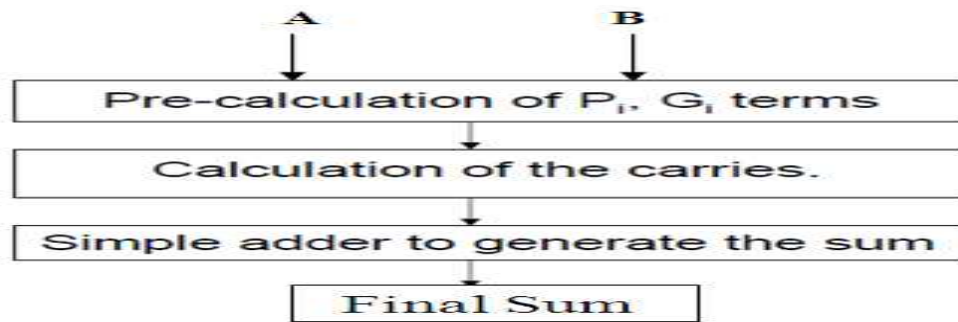 A B
Pre-calculation of Pi, Gi terms
Calculation of the carries.
Simple adder to generate the sum
Final Sum